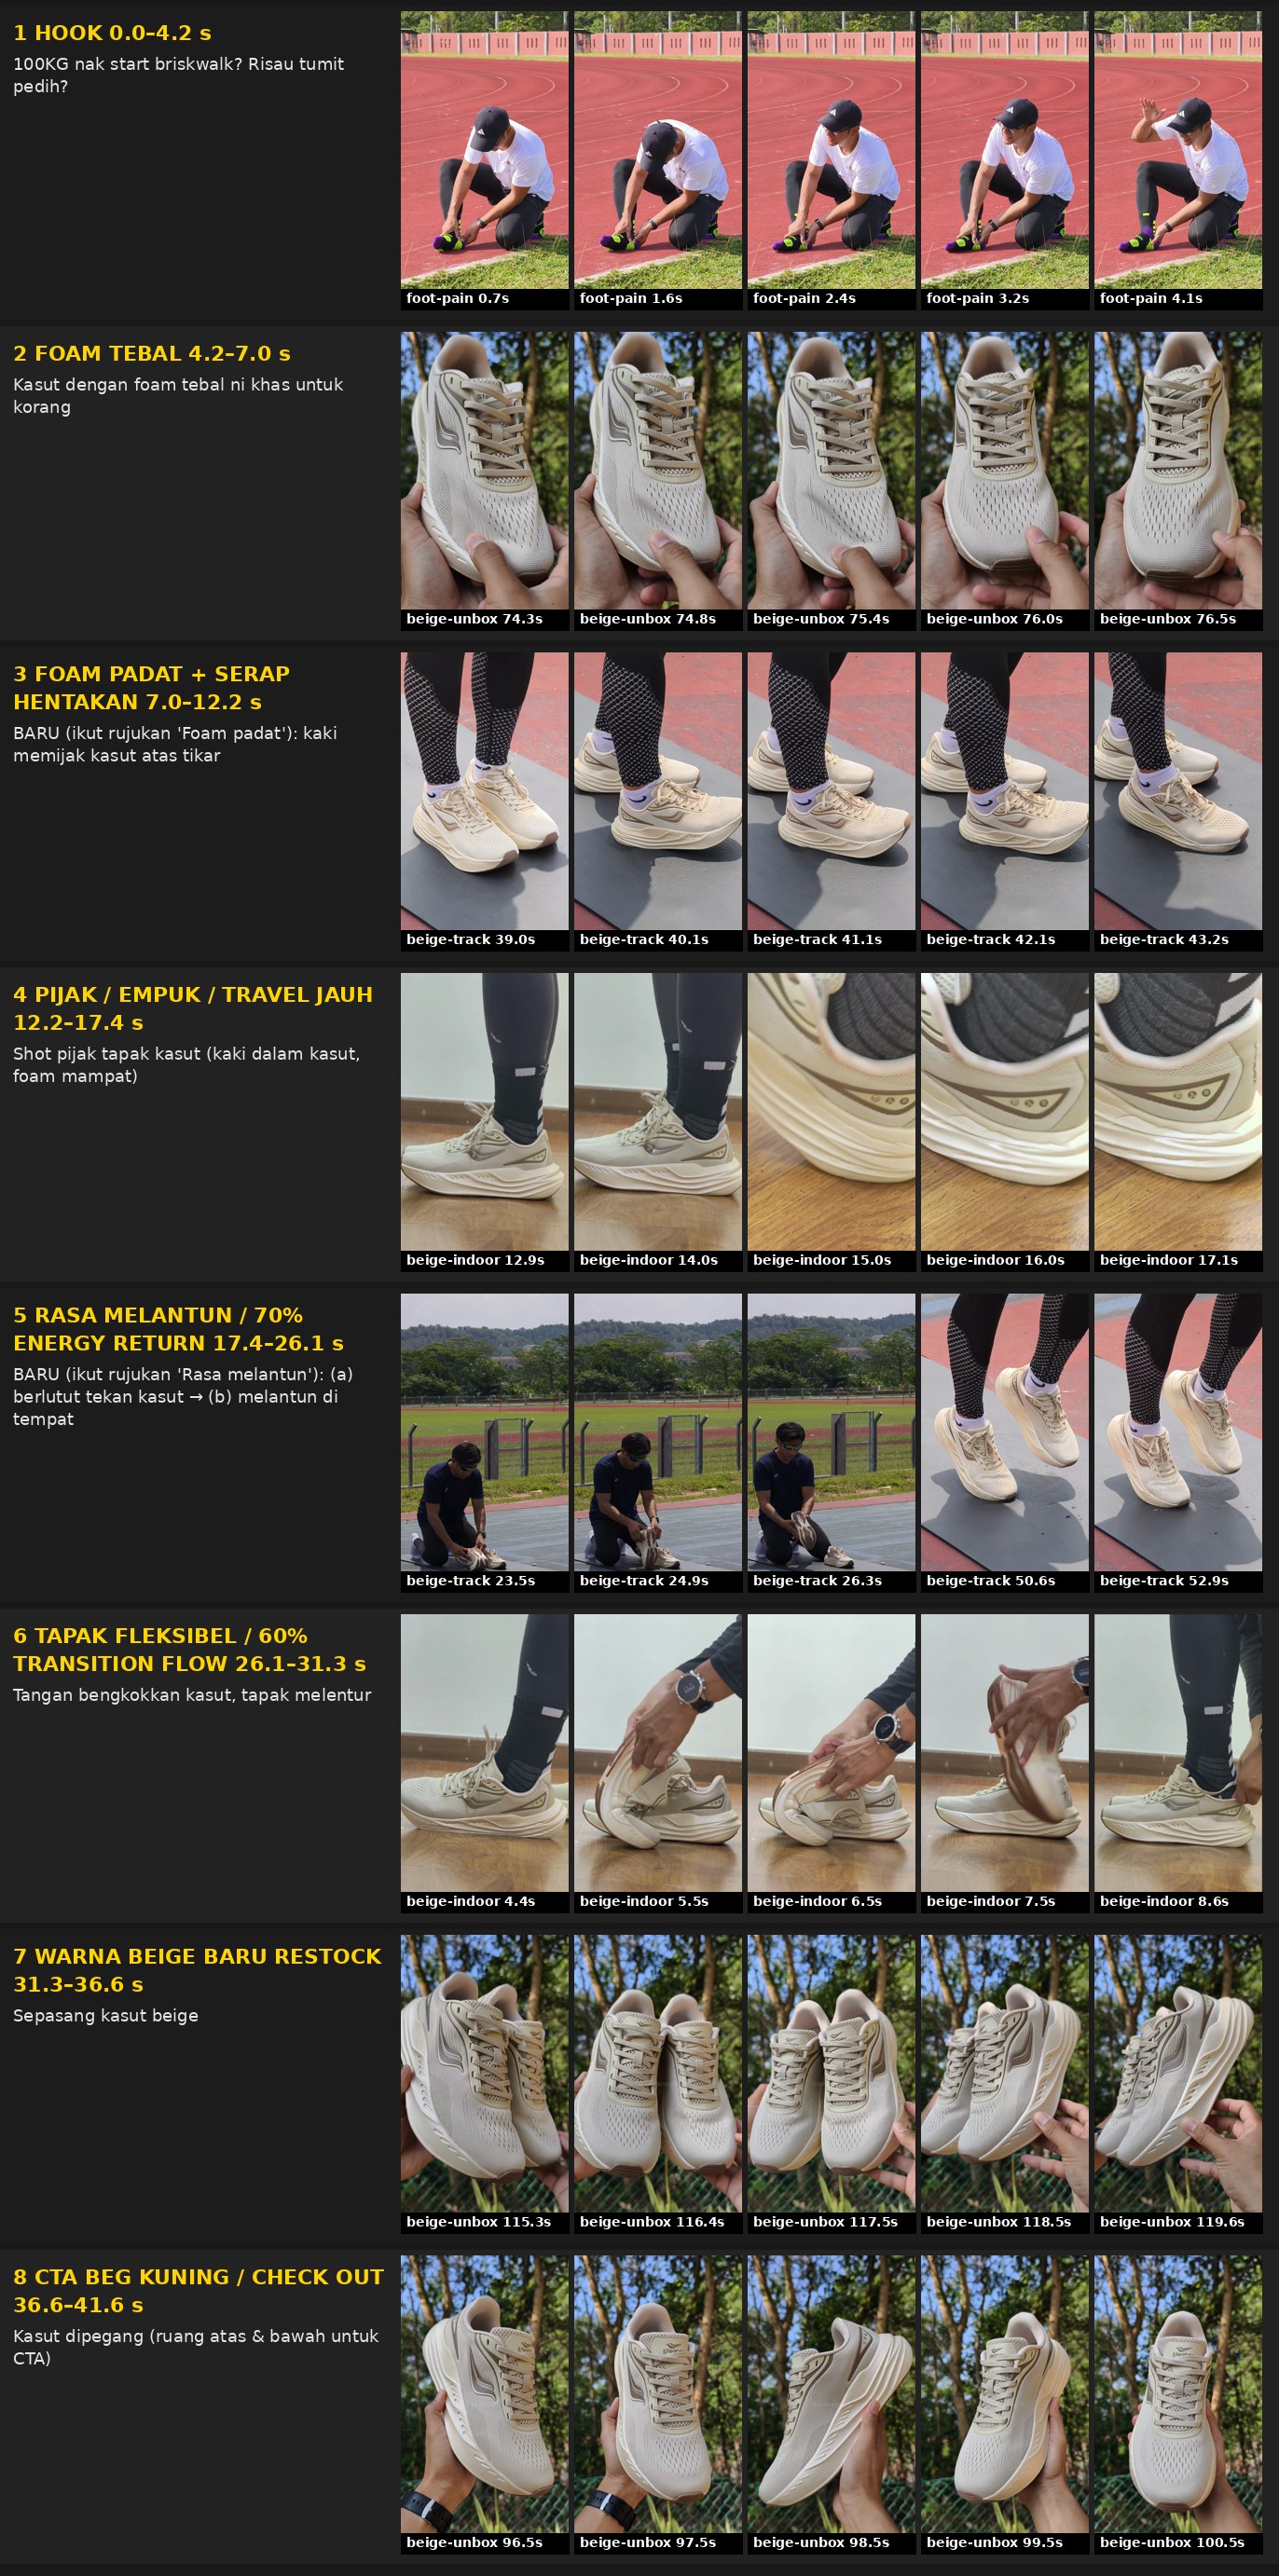 1 HOOK 0.0–4.2 s
100KG nak start briskwalk? Risau tumit
pedih?
foot-pain 0.7s
foot-pain 1.6s
foot-pain 2.4s
foot-pain 3.2s
foot-pain 4.1s
2 FOAM TEBAL 4.2–7.0 s
Kasut dengan foam tebal ni khas untuk
korang
beige-unbox 74.3s
beige-unbox 74.8s
beige-unbox 75.4s
beige-unbox 76.0s
beige-unbox 76.5s
3 FOAM PADAT + SERAP
HENTAKAN 7.0–12.2 s
BARU (ikut rujukan 'Foam padat'): kaki
memijak kasut atas tikar
beige-track 39.0s
beige-track 40.1s
beige-track 41.1s
beige-track 42.1s
beige-track 43.2s
4 PIJAK / EMPUK / TRAVEL JAUH
12.2–17.4 s
Shot pijak tapak kasut (kaki dalam kasut,
foam mampat)
beige-indoor 12.9s
beige-indoor 14.0s
beige-indoor 15.0s
beige-indoor 16.0s
beige-indoor 17.1s
5 RASA MELANTUN / 70%
ENERGY RETURN 17.4–26.1 s
BARU (ikut rujukan 'Rasa melantun'): (a)
berlutut tekan kasut → (b) melantun di
tempat
beige-track 23.5s
beige-track 24.9s
beige-track 26.3s
beige-track 50.6s
beige-track 52.9s
6 TAPAK FLEKSIBEL / 60%
TRANSITION FLOW 26.1–31.3 s
Tangan bengkokkan kasut, tapak melentur
beige-indoor 4.4s
beige-indoor 5.5s
beige-indoor 6.5s
beige-indoor 7.5s
beige-indoor 8.6s
7 WARNA BEIGE BARU RESTOCK
31.3–36.6 s
Sepasang kasut beige
beige-unbox 115.3s
beige-unbox 116.4s
beige-unbox 117.5s
beige-unbox 118.5s
beige-unbox 119.6s
8 CTA BEG KUNING / CHECK OUT
36.6–41.6 s
Kasut dipegang (ruang atas & bawah untuk
CTA)
beige-unbox 96.5s
beige-unbox 97.5s
beige-unbox 98.5s
beige-unbox 99.5s
beige-unbox 100.5s